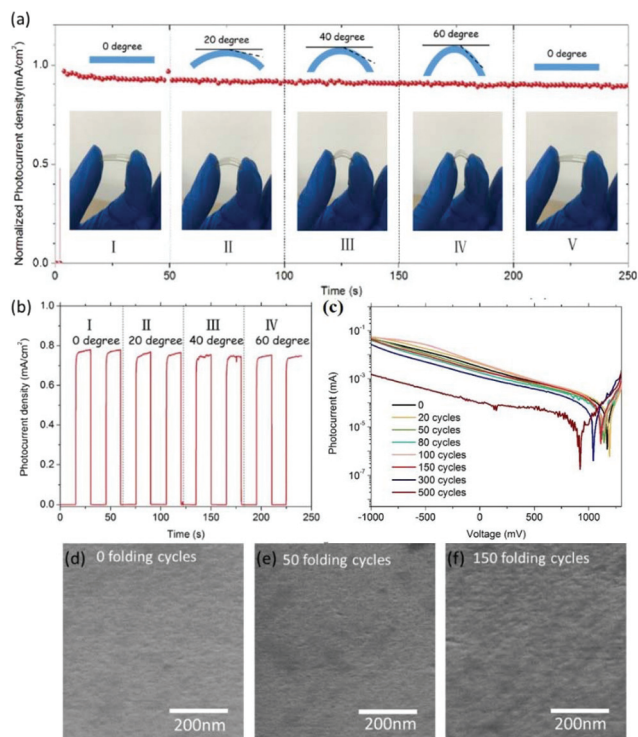 (a)
0 degree
20 degree
40 degree
60 degree
0 degree
Normalized Photocurrent density(mA/cm²)
1.0
0.5
0.0
I
II
III
IV
V
0
50
100
150
200
250
Time (s)
(b)
I
II
III
IV
0 degree
20 degree
40 degree
60 degree
Photocurrent density (mA/cm²)
1.0
0.8
0.6
0.4
0.2
0.0
0
50
100
150
200
250
Time (s)
(c)
Photocurrent (mA)
10⁻¹
10⁻³
10⁻⁵
10⁻⁷
0
20 cycles
50 cycles
80 cycles
100 cycles
150 cycles
300 cycles
500 cycles
-1000
-500
0
500
1000
Voltage (mV)
(d)
0 folding cycles
200nm
(e)
50 folding cycles
200nm
(f)
150 folding cycles
200nm